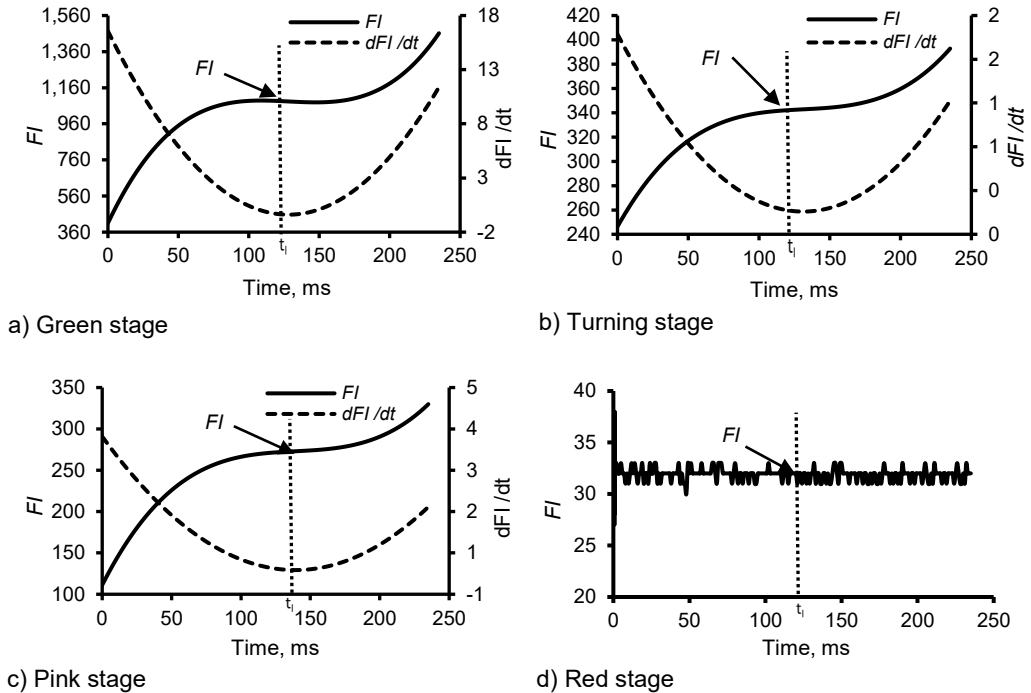 1,560
1,360
1,160
960
760
560
360
FI
18
13
8
3
-2
dFI /dt
FI
dFI /dt
FI
0
50
100
150
200
250
t_I
Time, ms
a) Green stage
420
400
380
360
340
320
300
280
260
240
FI
2
2
1
1
0
0
dFI /dt
FI
dFI /dt
FI
0
50
100
150
200
250
t_I
Time, ms
b) Turning stage
350
300
250
200
150
100
FI
5
4
3
2
1
-1
dFI /dt
FI
dFI /dt
FI
0
50
100
150
200
250
t_I
Time, ms
c) Pink stage
40
35
30
25
20
FI
FI
0
50
100
150
200
250
t_I
Time, ms
d) Red stage